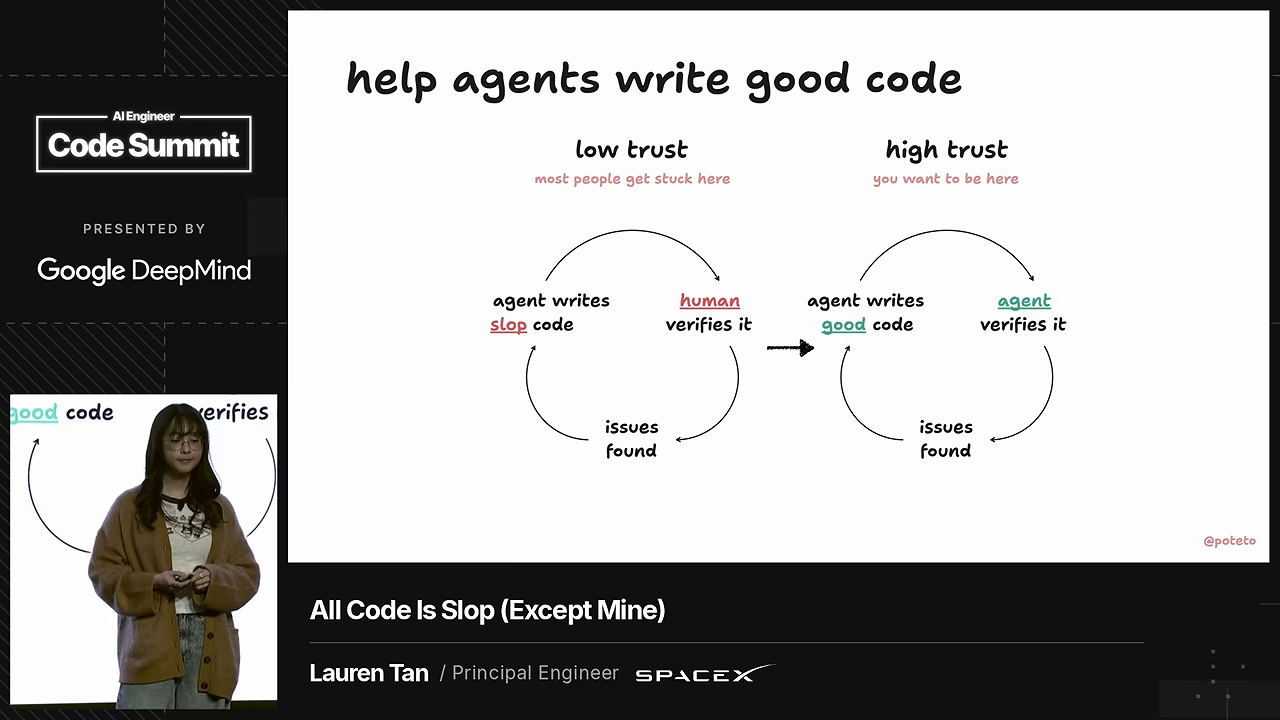 AI Engineer
Code Summit
PRESENTED BY
Google DeepMind
help agents write good code
low trust
most people get stuck here
high trust
you want to be here
agent writes
slop code
human
verifies it
issues
found
agent writes
good code
agent
verifies it
issues
found
@poteto
good code
verifies
All Code Is Slop (Except Mine)
Lauren Tan / Principal Engineer SPACEX